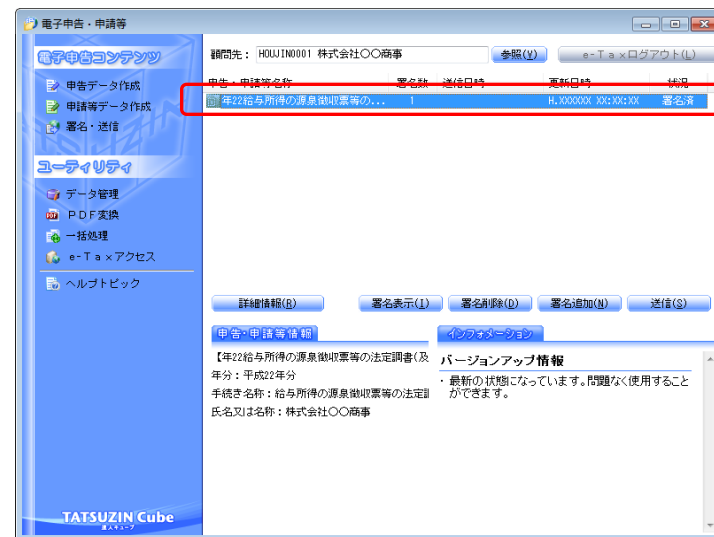 電子申告・申請等
電子申告コンテンツ
申告データ作成
申請等データ作成
署名・送信
ユーティリティ
データ管理
PDF変換
一括処理
e-Taxアクセス
ヘルプトピック
TATSUZIN Cube
達人キューブ
顧問先： HOUJIN0001 株式会社○○商事 参照(V) e-Taxログアウト(L)
申告・申請等名称 署名数 送信日時 更新日時 状況
年22給与所得の源泉徴収票等の... 1 H.XXXXXX XX:XX:XX 署名済
詳細情報(R) 署名表示(I) 署名削除(D) 署名追加(N) 送信(S)
申告・申請等情報
【年22給与所得の源泉徴収票等の法定調書(及
年分：平成22年分
手続き名称：給与所得の源泉徴収票等の法定調
氏名又は名称：株式会社○○商事
インフォメーション
バージョンアップ情報
・最新の状態になっています。問題なく使用すること
ができます。